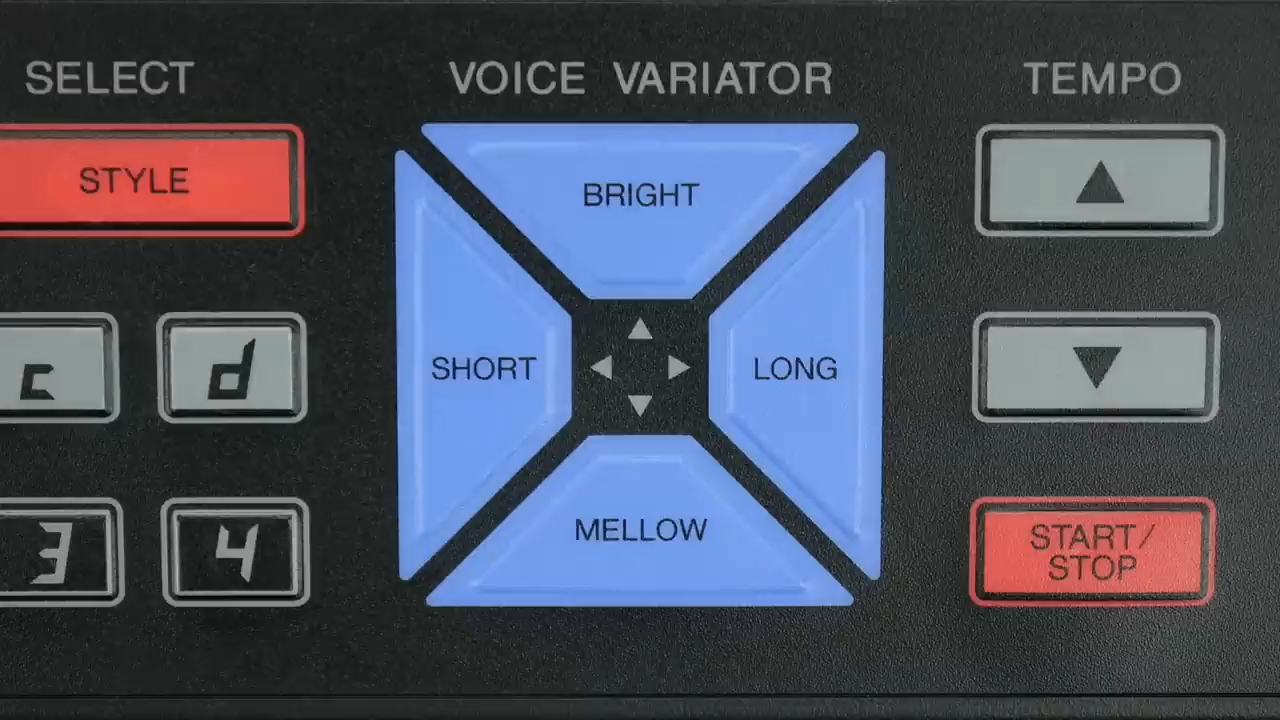 SELECT VOICE VARIATOR TEMPO
STYLE
BRIGHT
SHORT
LONG
MELLOW
c d
3 4
START/
STOP